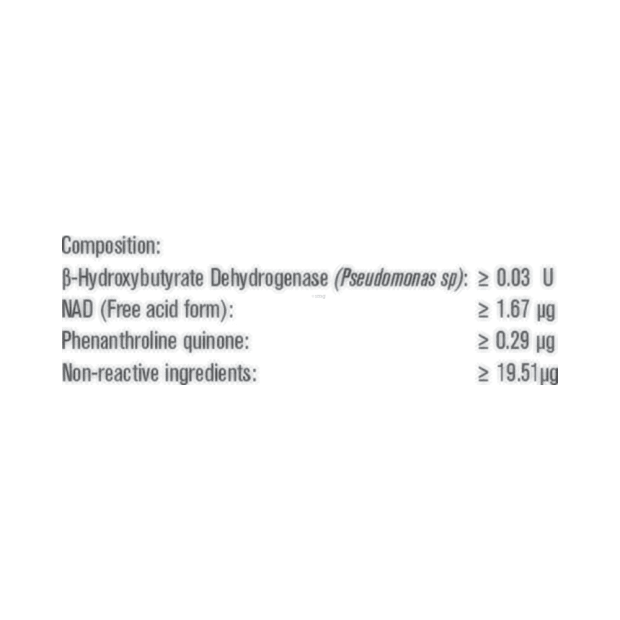 Composition:
β-Hydroxybutyrate Dehydrogenase (Pseudomonas sp): ≥ 0.03 U
NAD (Free acid form): ≥ 1.67 µg
Phenanthroline quinone: ≥ 0.29 µg
Non-reactive ingredients: ≥ 19.51µg